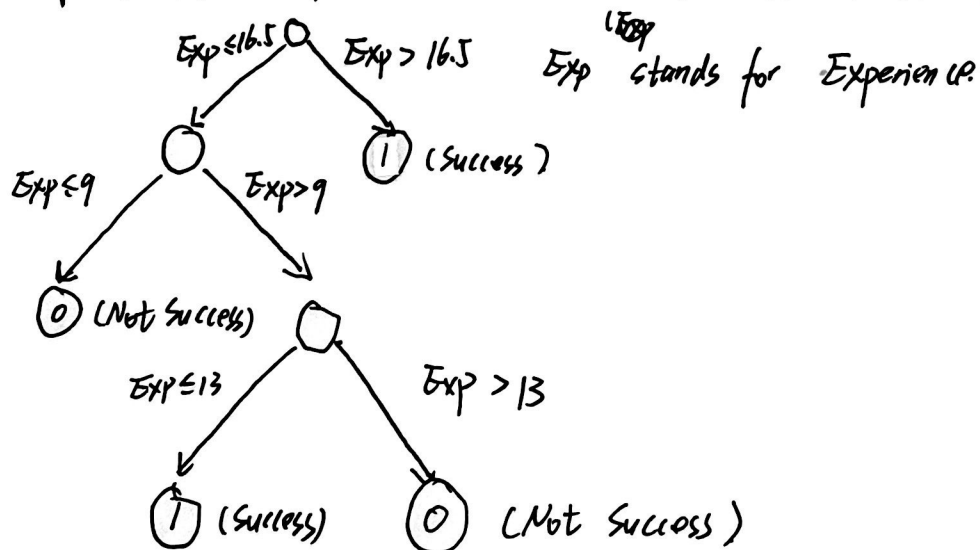 Exp≤16.5 Exp > 16.5 Exp stands for Experience.
1 (Success)
Exp≤9 Exp>9
0 (Not Success)
Exp≤13 Exp >13
1 (Success) 0 (Not Success)